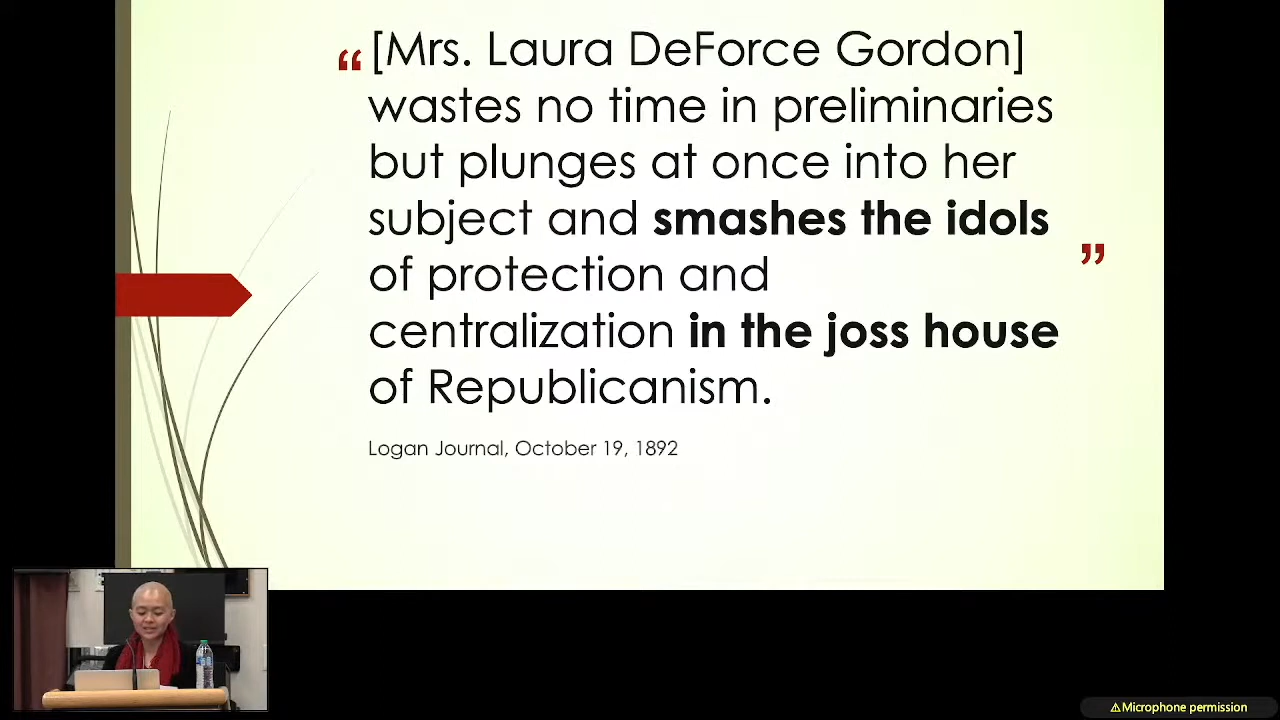 “ [Mrs. Laura DeForce Gordon]
wastes no time in preliminaries
but plunges at once into her
subject and smashes the idols
of protection and ”
centralization in the joss house
of Republicanism.
Logan Journal, October 19, 1892
⚠Microphone permission